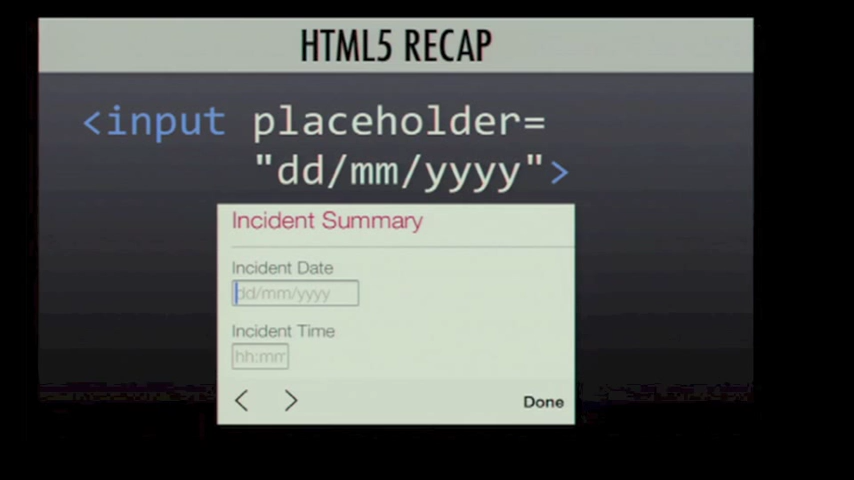 HTML5 RECAP
<input placeholder=
"dd/mm/yyyy">
Incident Summary
Incident Date
dd/mm/yyyy
Incident Time
hh:mm
Done